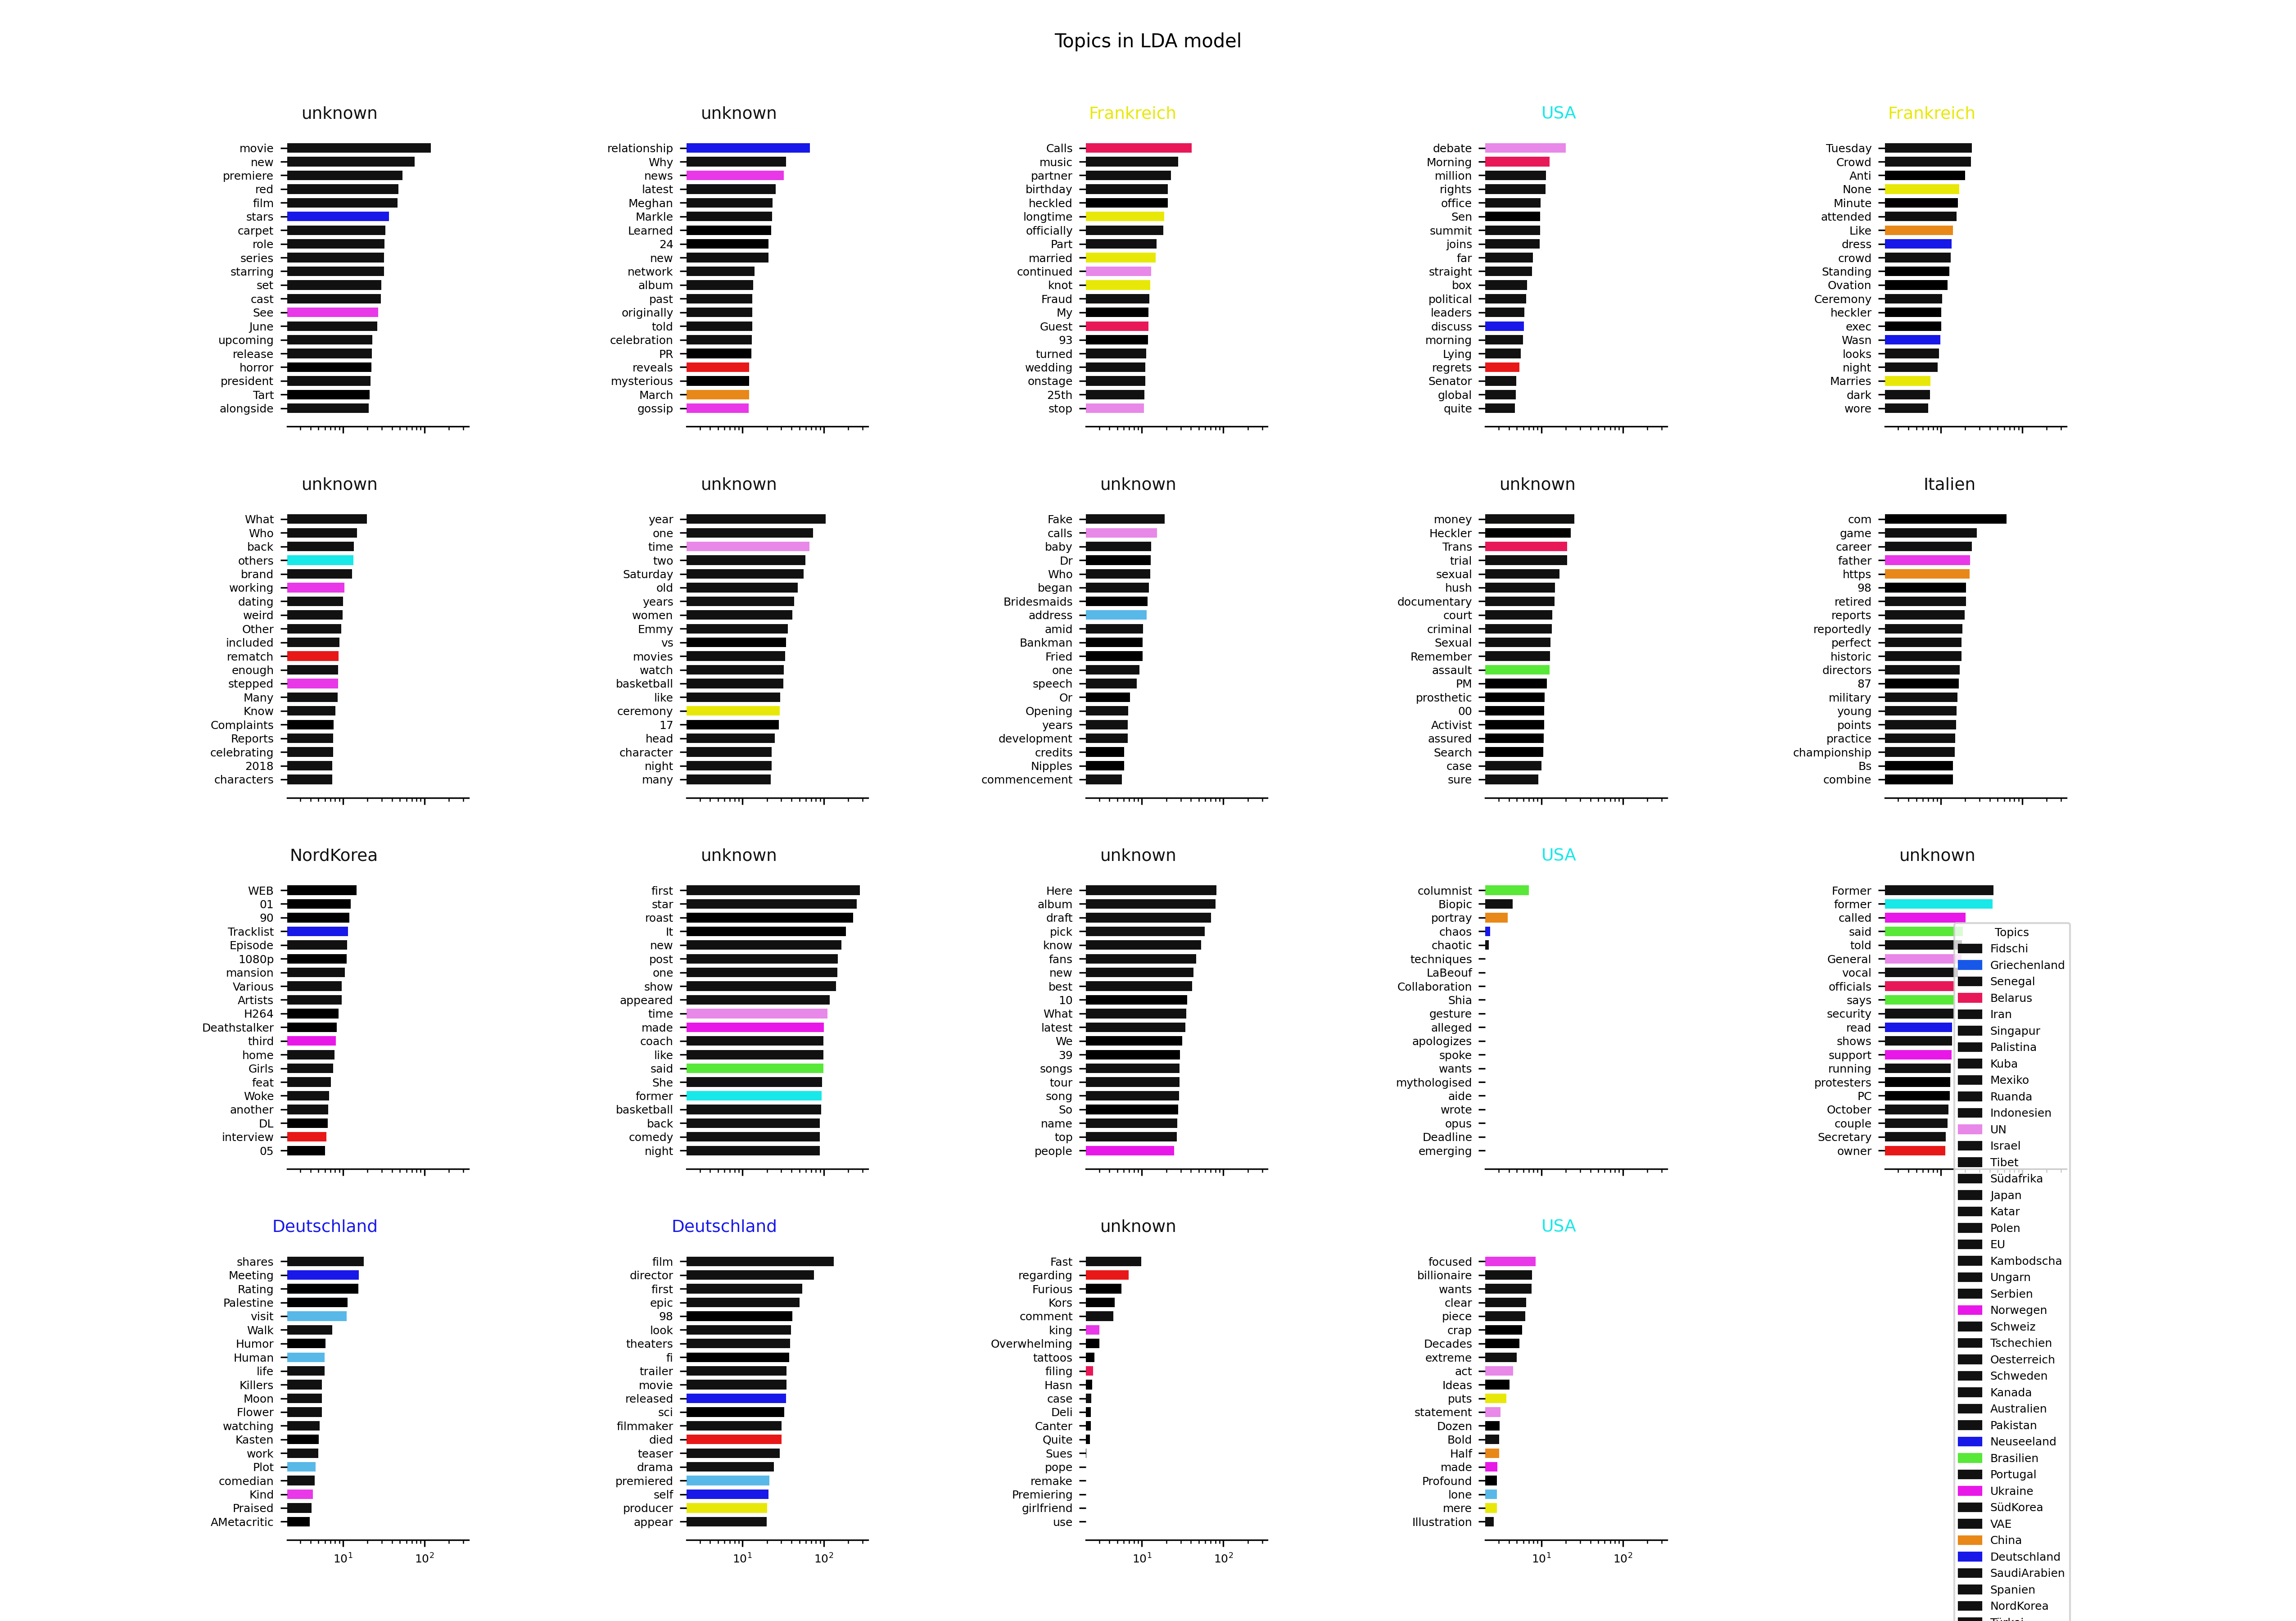 Topics in LDA model
unknown
movie
new
premiere
red
film
stars
carpet
role
series
starring
set
cast
See
June
upcoming
release
horror
president
Tart
alongside
unknown
relationship
Why
news
latest
Meghan
Markle
Learned
24
new
network
album
past
originally
told
celebration
PR
reveals
mysterious
March
gossip
Frankreich
Calls
music
partner
birthday
heckled
longtime
officially
Part
married
continued
knot
Fraud
My
Guest
93
turned
wedding
onstage
25th
stop
USA
debate
Morning
million
rights
office
Sen
summit
joins
far
straight
box
political
leaders
discuss
morning
Lying
regrets
Senator
global
quite
Frankreich
Tuesday
Crowd
Anti
None
Minute
attended
Like
dress
crowd
Standing
Ovation
Ceremony
heckler
exec
Wasn
looks
night
Marries
dark
wore
unknown
What
Who
back
others
brand
working
dating
weird
Other
included
rematch
enough
stepped
Many
Know
Complaints
Reports
celebrating
2018
characters
unknown
year
one
time
two
Saturday
old
years
women
Emmy
vs
movies
watch
basketball
like
ceremony
17
head
character
night
many
unknown
Fake
calls
baby
Dr
Who
began
Bridesmaids
address
amid
Bankman
Fried
one
speech
Or
Opening
years
development
credits
Nipples
commencement
unknown
money
Heckler
Trans
trial
sexual
hush
documentary
court
criminal
Sexual
Remember
assault
PM
prosthetic
00
Activist
assured
Search
case
sure
Italien
com
game
career
father
https
98
retired
reports
reportedly
perfect
historic
directors
87
military
young
points
practice
championship
Bs
combine
NordKorea
WEB
01
90
Tracklist
Episode
1080p
mansion
Various
Artists
H264
Deathstalker
third
home
Girls
feat
Woke
another
DL
interview
05
unknown
first
star
roast
It
new
post
one
show
appeared
time
made
coach
like
said
She
former
basketball
back
comedy
night
unknown
Here
album
draft
pick
know
fans
new
best
10
What
latest
We
39
songs
tour
song
So
name
top
people
USA
columnist
Biopic
portray
chaos
chaotic
techniques
LaBeouf
Collaboration
Shia
gesture
alleged
apologizes
spoke
wants
mythologised
aide
wrote
opus
Deadline
emerging
unknown
Former
former
called
said
told
General
vocal
officials
says
security
read
shows
support
running
protesters
PC
October
couple
Secretary
owner
Deutschland
shares
Meeting
Rating
Palestine
visit
Walk
Humor
Human
life
Killers
Moon
Flower
watching
Kasten
work
Plot
comedian
Kind
Praised
AMetacritic
10¹
10²
Deutschland
film
director
first
epic
98
look
theaters
fi
trailer
movie
released
sci
filmmaker
died
teaser
drama
premiered
self
producer
appear
10¹
10²
unknown
Fast
regarding
Furious
Kors
comment
king
Overwhelming
tattoos
filing
Hasn
case
Deli
Canter
Quite
Sues
pope
remake
Premiering
girlfriend
use
10¹
10²
USA
focused
billionaire
wants
clear
piece
crap
Decades
extreme
act
Ideas
puts
statement
Dozen
Bold
Half
made
Profound
lone
mere
Illustration
10¹
10²
Topics
Fidschi
Griechenland
Senegal
Belarus
Iran
Singapur
Palistina
Kuba
Mexiko
Ruanda
Indonesien
UN
Israel
Tibet
Südafrika
Japan
Katar
Polen
EU
Kambodscha
Ungarn
Serbien
Norwegen
Schweiz
Tschechien
Oesterreich
Schweden
Kanada
Australien
Pakistan
Neuseeland
Brasilien
Portugal
Ukraine
SüdKorea
VAE
China
Deutschland
SaudiArabien
Spanien
NordKorea